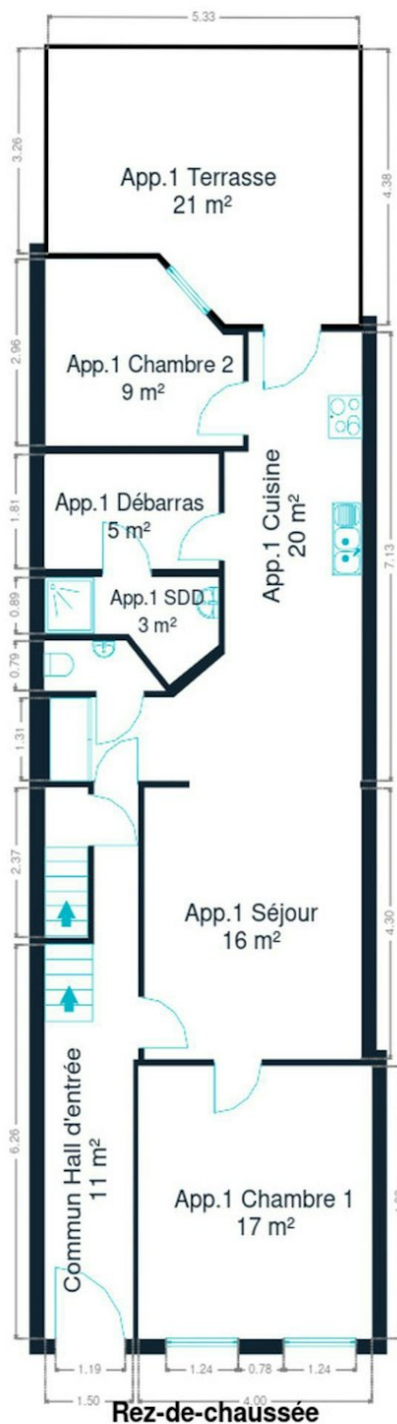 5.33
3.26
4.38
App.1 Terrasse
21 m²
2.96
App.1 Chambre 2
9 m²
7.13
App.1 Cuisine
20 m²
1.81
App.1 Débarras
5 m²
0.89
App.1 SDD
3 m²
0.79
1.31
2.37
4.30
App.1 Séjour
16 m²
6.26
Commun Hall d'entrée
11 m²
App.1 Chambre 1
17 m²
1.19
1.24
0.78
1.24
1.50
4.00
Rez-de-chaussée